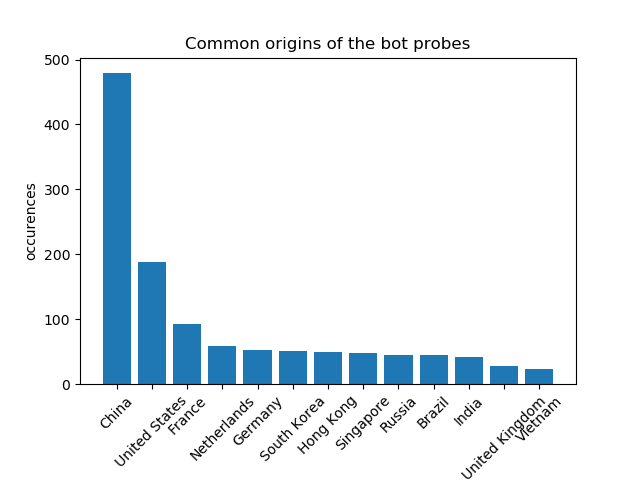 Common origins of the bot probes
500
400
300
200
100
0
occurences
China
United States
France
Netherlands
Germany
South Korea
Hong Kong
Singapore
Russia
Brazil
India
United Kingdom
Vietnam